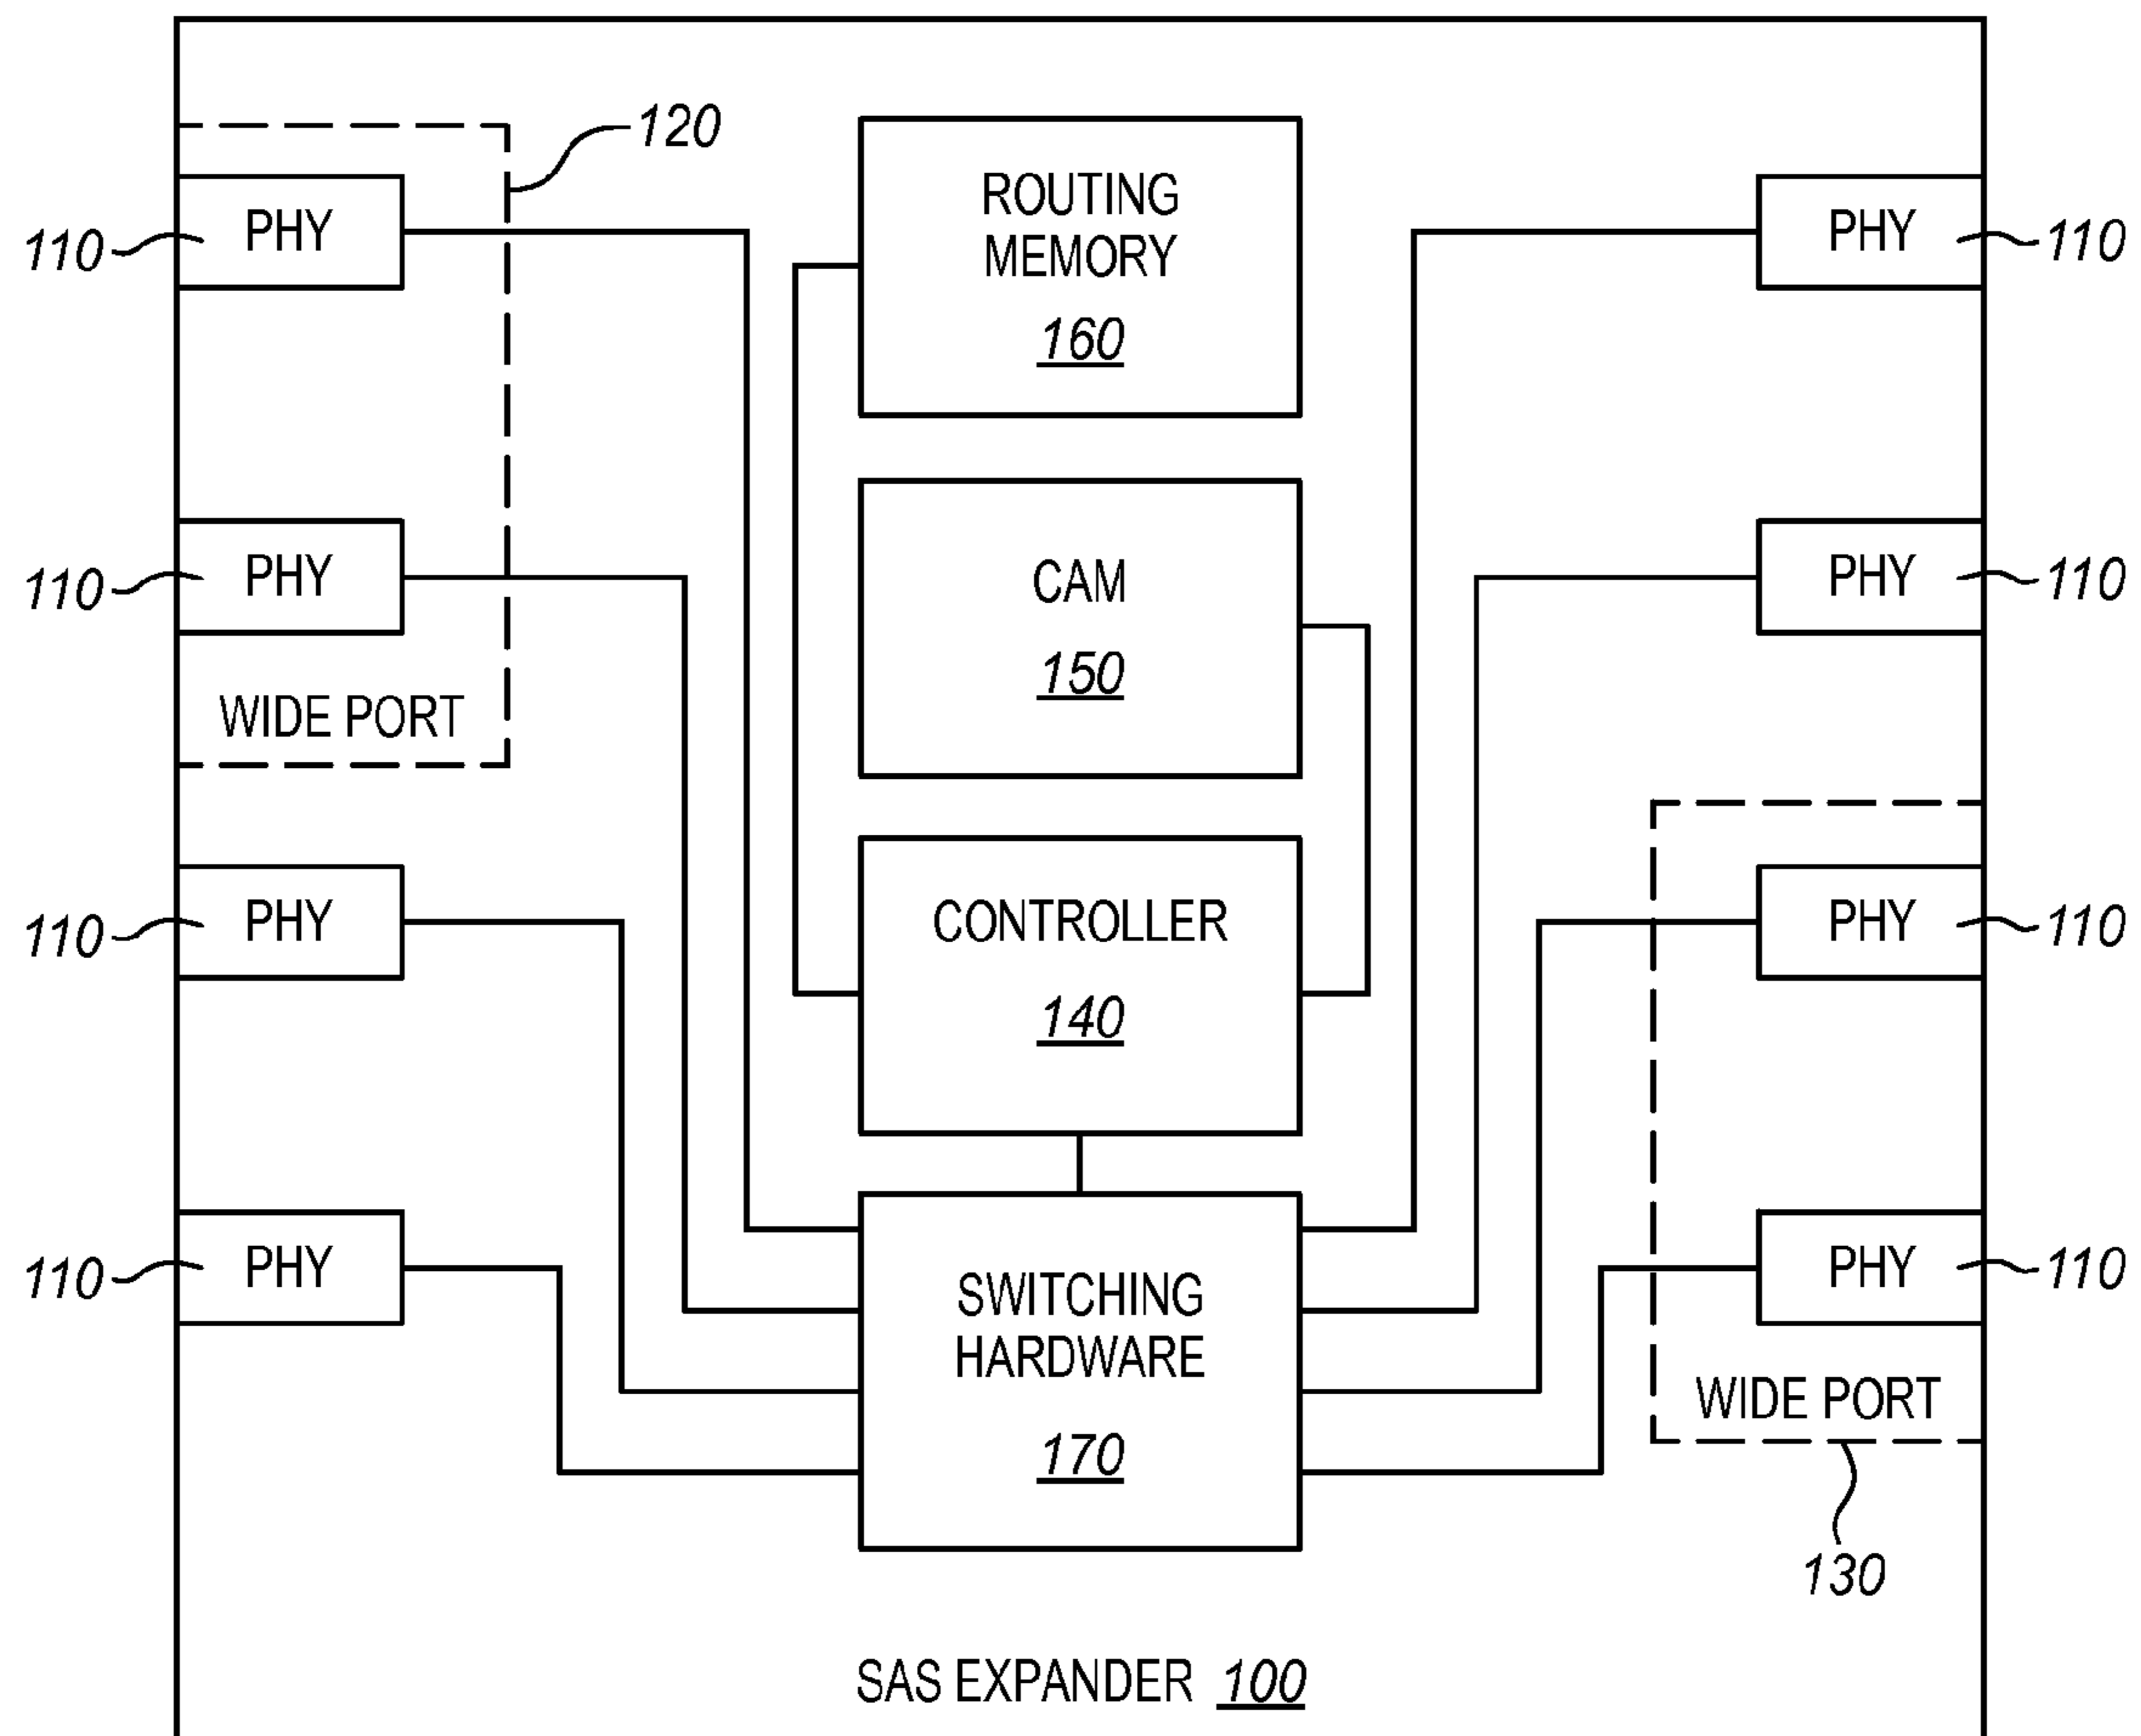 120
ROUTING
MEMORY
160
110 PHY
PHY 110
110 PHY
CAM
150
PHY 110
WIDE PORT
110 PHY
CONTROLLER
140
PHY 110
110 PHY
SWITCHING
HARDWARE
170
PHY 110
WIDE PORT
130
SAS EXPANDER 100